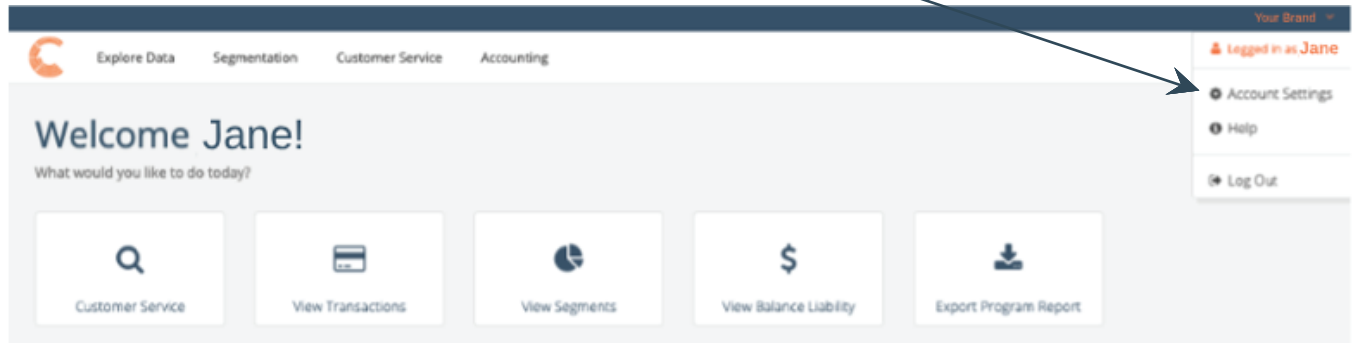 Your Brand
Logged in as Jane
Explore Data Segmentation Customer Service Accounting
Account Settings
Help
Log Out
Welcome Jane!
What would you like to do today?
Customer Service View Transactions View Segments View Balance Liability Export Program Report